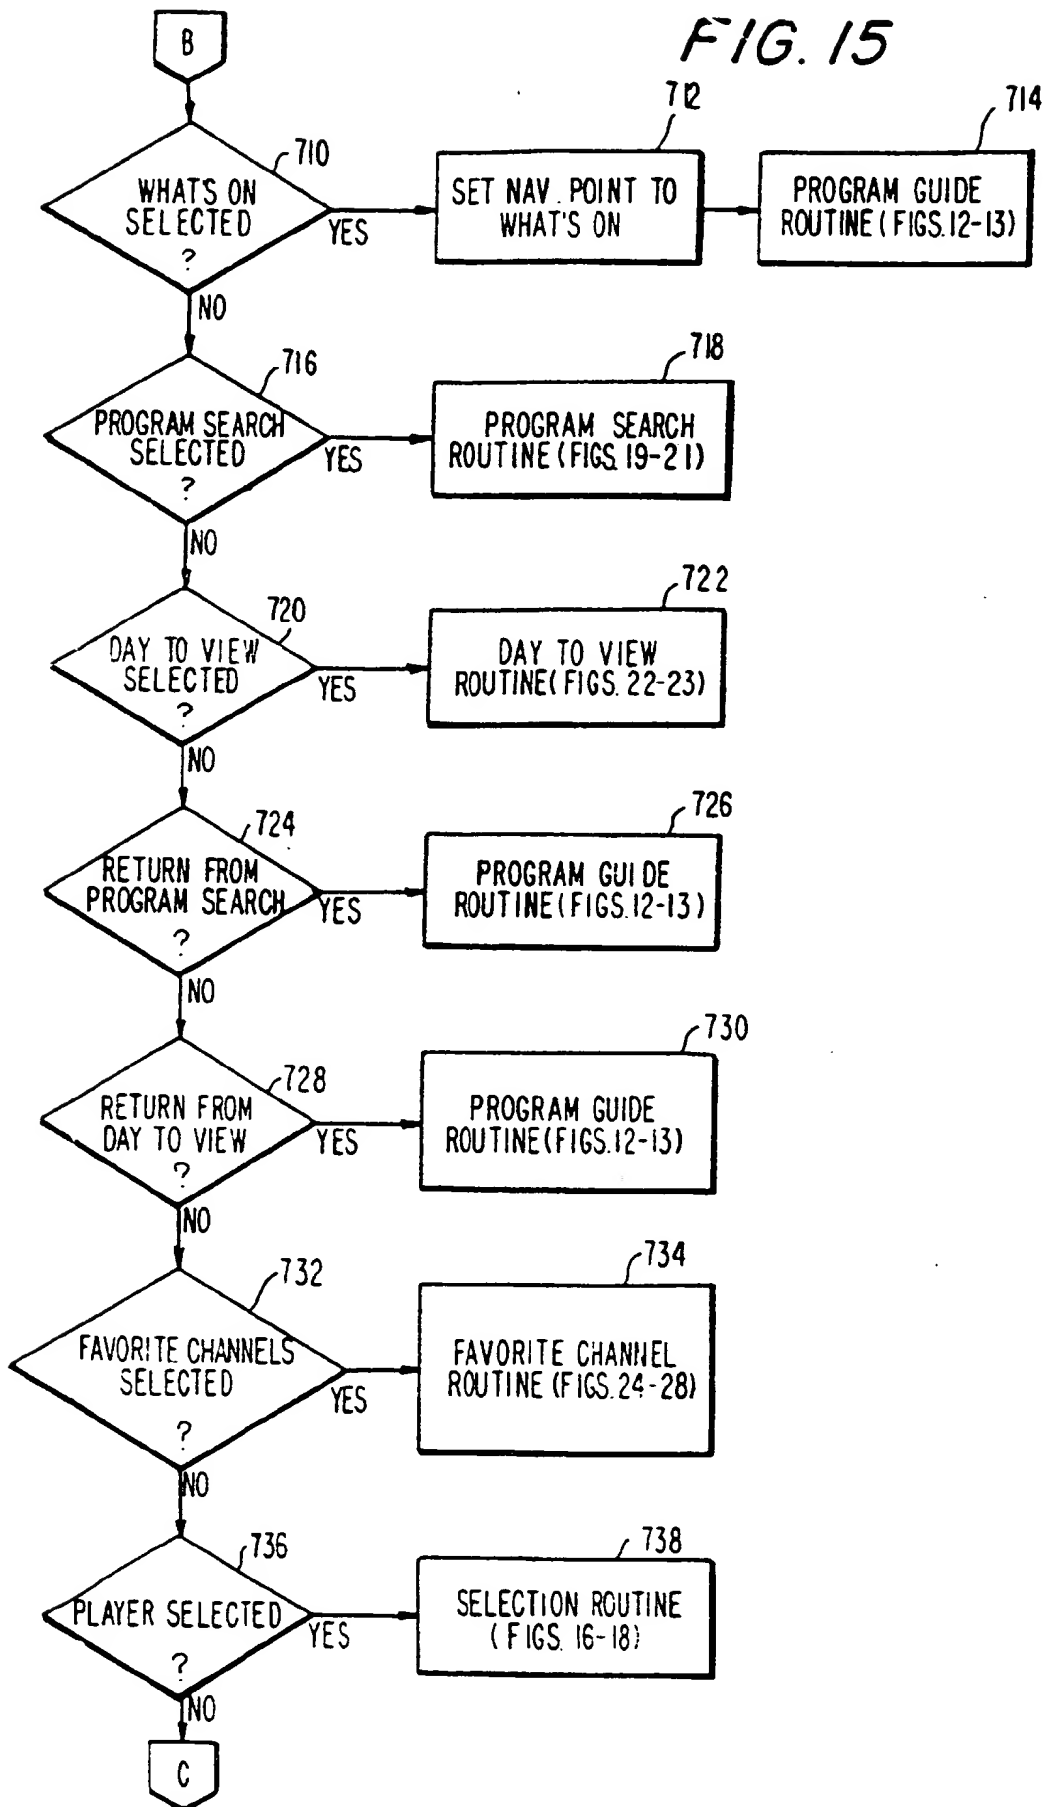 FIG. 15
B
710
WHAT'S ON
SELECTED
?
YES
NO
712
SET NAV. POINT TO
WHAT'S ON
714
PROGRAM GUIDE
ROUTINE (FIGS. 12-13)
716
PROGRAM SEARCH
SELECTED
?
YES
NO
718
PROGRAM SEARCH
ROUTINE (FIGS. 19-21)
720
DAY TO VIEW
SELECTED
?
YES
NO
722
DAY TO VIEW
ROUTINE (FIGS. 22-23)
724
RETURN FROM
PROGRAM SEARCH
?
YES
NO
726
PROGRAM GUIDE
ROUTINE (FIGS. 12-13)
728
RETURN FROM
DAY TO VIEW
?
YES
NO
730
PROGRAM GUIDE
ROUTINE (FIGS. 12-13)
732
FAVORITE CHANNELS
SELECTED
?
YES
NO
734
FAVORITE CHANNEL
ROUTINE (FIGS. 24-28)
736
PLAYER SELECTED
?
YES
NO
738
SELECTION ROUTINE
(FIGS. 16-18)
C